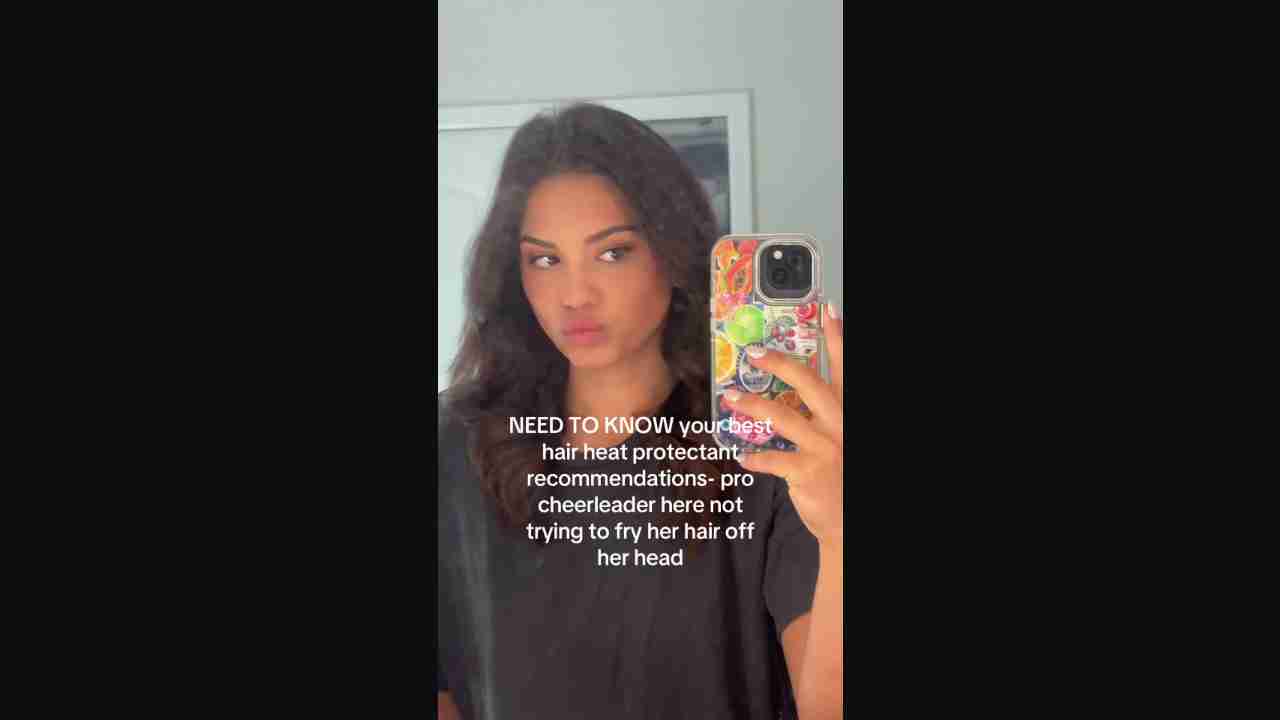 NEED TO KNOW your best
hair heat protectant
recommendations- pro
cheerleader here not
trying to fry her hair off
her head